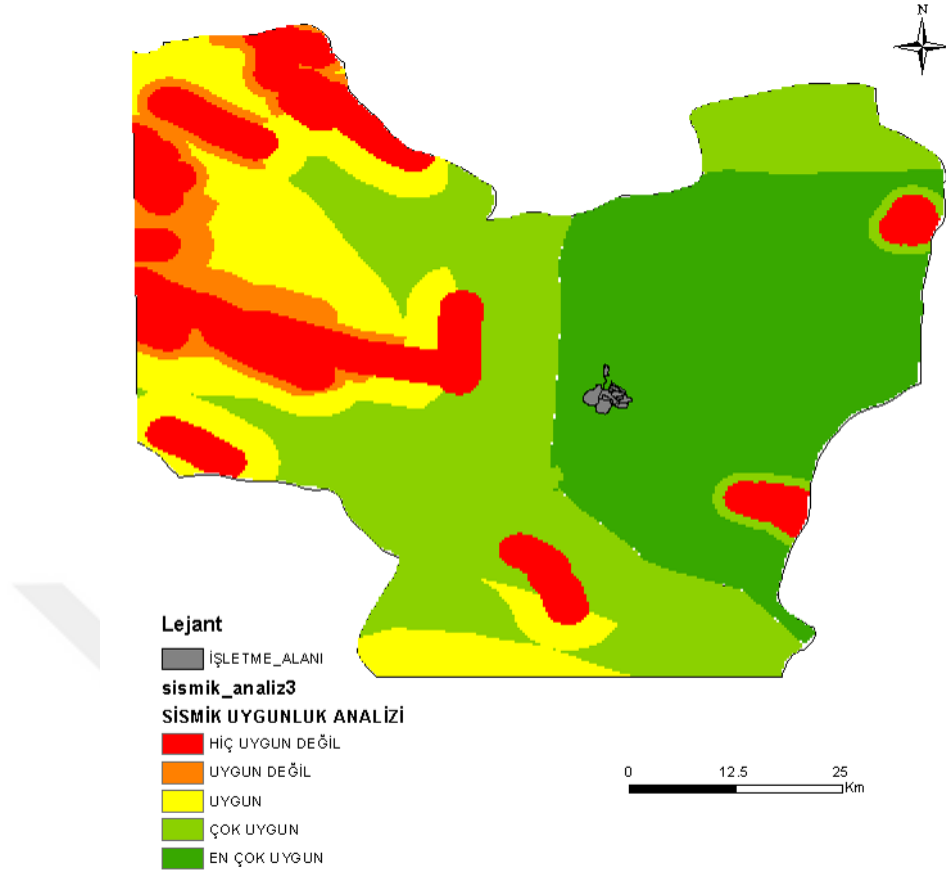 N
Lejant
İŞLETME_ALANI
sismik_analiz3
SİSMİK UYGUNLUK ANALİZİ
HİÇ UYGUN DEĞİL
UYGUN DEĞİL
UYGUN
ÇOK UYGUN
EN ÇOK UYGUN
0 12.5 25
Km